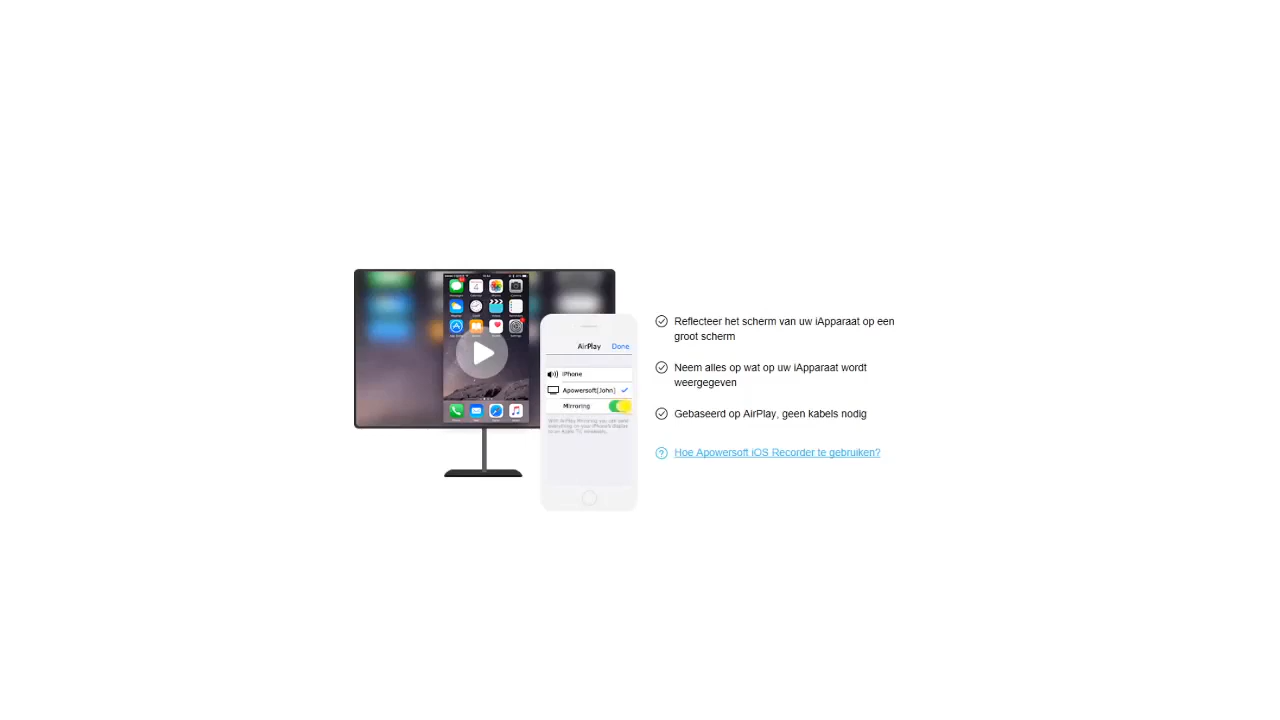 AirPlay Done
iPhone
Apowersoft[John]
Mirroring
Reflecteer het scherm van uw iApparaat op een
groot scherm
Neem alles op wat op uw iApparaat wordt
weergegeven
Gebaseerd op AirPlay, geen kabels nodig
Hoe Apowersoft iOS Recorder te gebruiken?